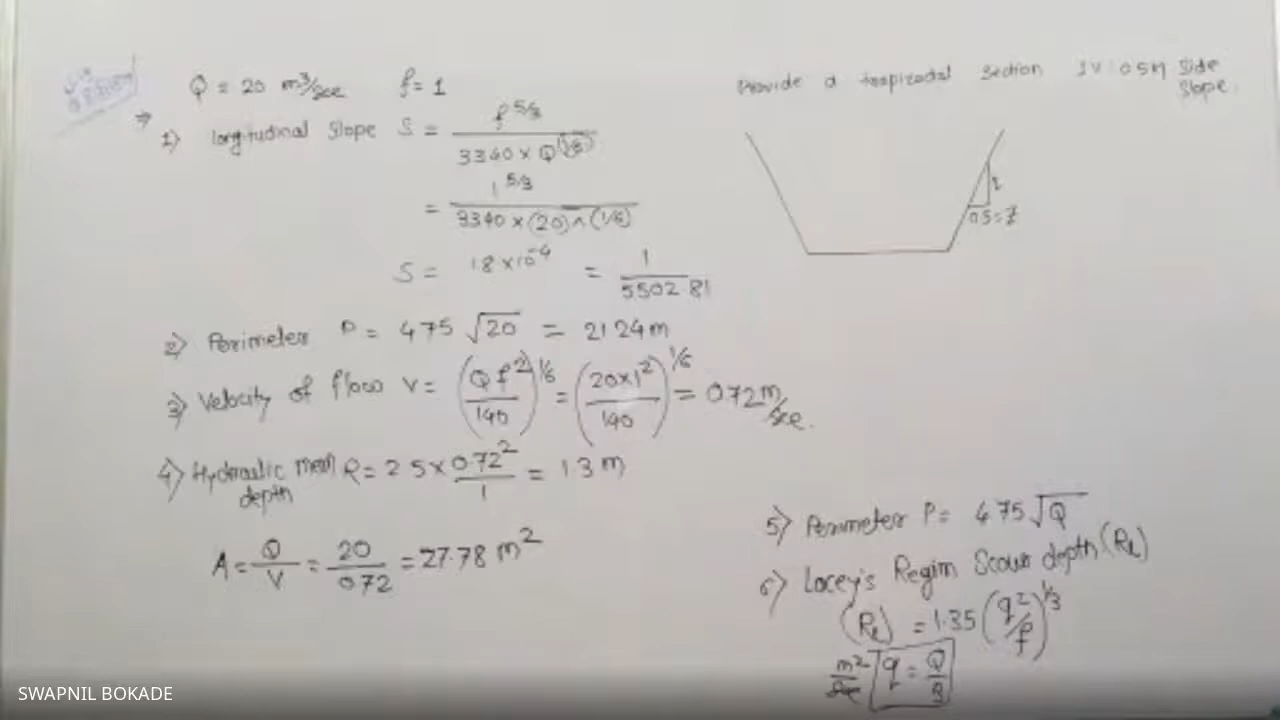 Q = 20 m³/sec f = 1
⇒ 1) longitudinal slope S = f^5/3 / 3340 × Q^(1/6)
= 1^5/3 / 3340 × (20)^(1/6)
S = 1.8 × 10^-4 = 1 / 5502.81
2) Perimeter P = 4.75 √20 = 21.24 m
3) Velocity of flow V = (Q f² / 140)^1/6 = (20×1² / 140)^1/6 = 0.72 m/sec.
4) Hydraulic mean depth R = 2.5 × 0.72² / 1 = 1.3 m
A = Q / V = 20 / 0.72 = 27.78 m²
Provide a trapizodal section 1V:0.5H Side
Slope.
1
0.5 = Z
5) Perimeter P = 4.75 √Q
6) Lacey's Regim Scour depth (RL)
(RL) = 1.35 (q² / f)^1/3
q = Q / B
SWAPNIL BOKADE